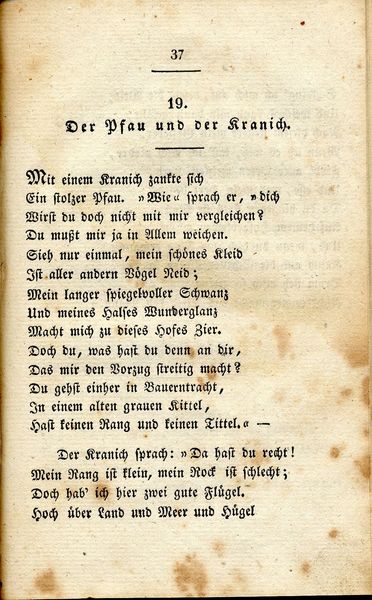 37
19.
Der Pfau und der Kranich.
Mit einem Kranich zankte sich
Ein stolzer Pfau. »Wie« sprach er, »dich
Wirst du doch nicht mit mir vergleichen?
Du mußt mir ja in Allem weichen.
Sieh nur einmal, mein schönes Kleid
Ist aller andern Vögel Neid;
Mein langer spiegelvoller Schwanz
Und meines Halses Wunderglanz
Macht mich zu dieses Hofes Zier.
Doch du, was hast du denn an dir,
Das mir den Vorzug streitig macht?
Du gehst einher in Bauerntracht,
In einem alten grauen Kittel,
Hast keinen Rang und keinen Tittel.« —
Der Kranich sprach: »Da hast du recht!
Mein Rang ist klein, mein Rock ist schlecht;
Doch hab' ich hier zwei gute Flügel.
Hoch über Land und Meer und Hügel